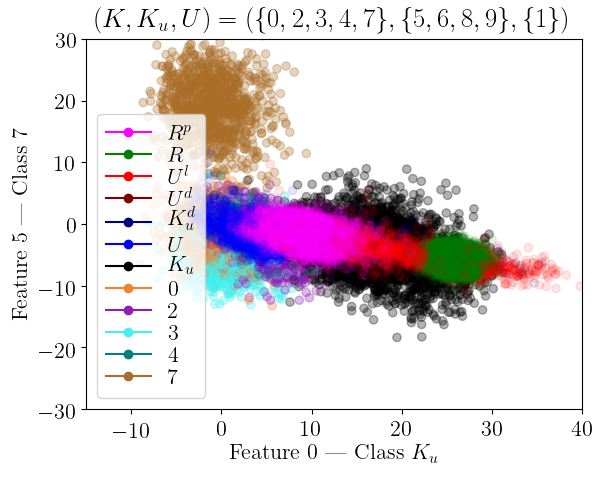 (K, K_u, U) = ({0, 2, 3, 4, 7}, {5, 6, 8, 9}, {1})
30
20
10
0
−10
−20
−30
Feature 5 — Class 7
R^p
R
U^l
U^d
K_u^d
U
K_u
0
2
3
4
7
−10 0 10 20 30 40
Feature 0 — Class K_u